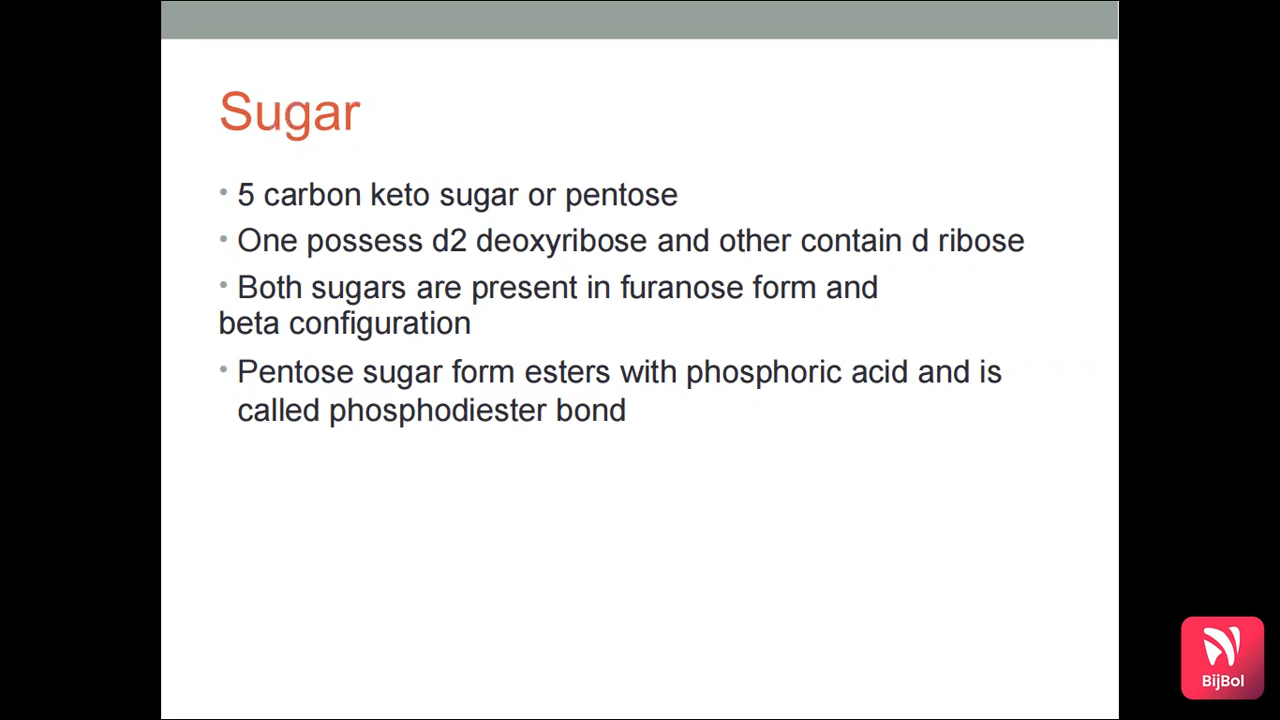 Sugar
• 5 carbon keto sugar or pentose
• One possess d2 deoxyribose and other contain d ribose
• Both sugars are present in furanose form and
beta configuration
• Pentose sugar form esters with phosphoric acid and is
called phosphodiester bond
BijBol